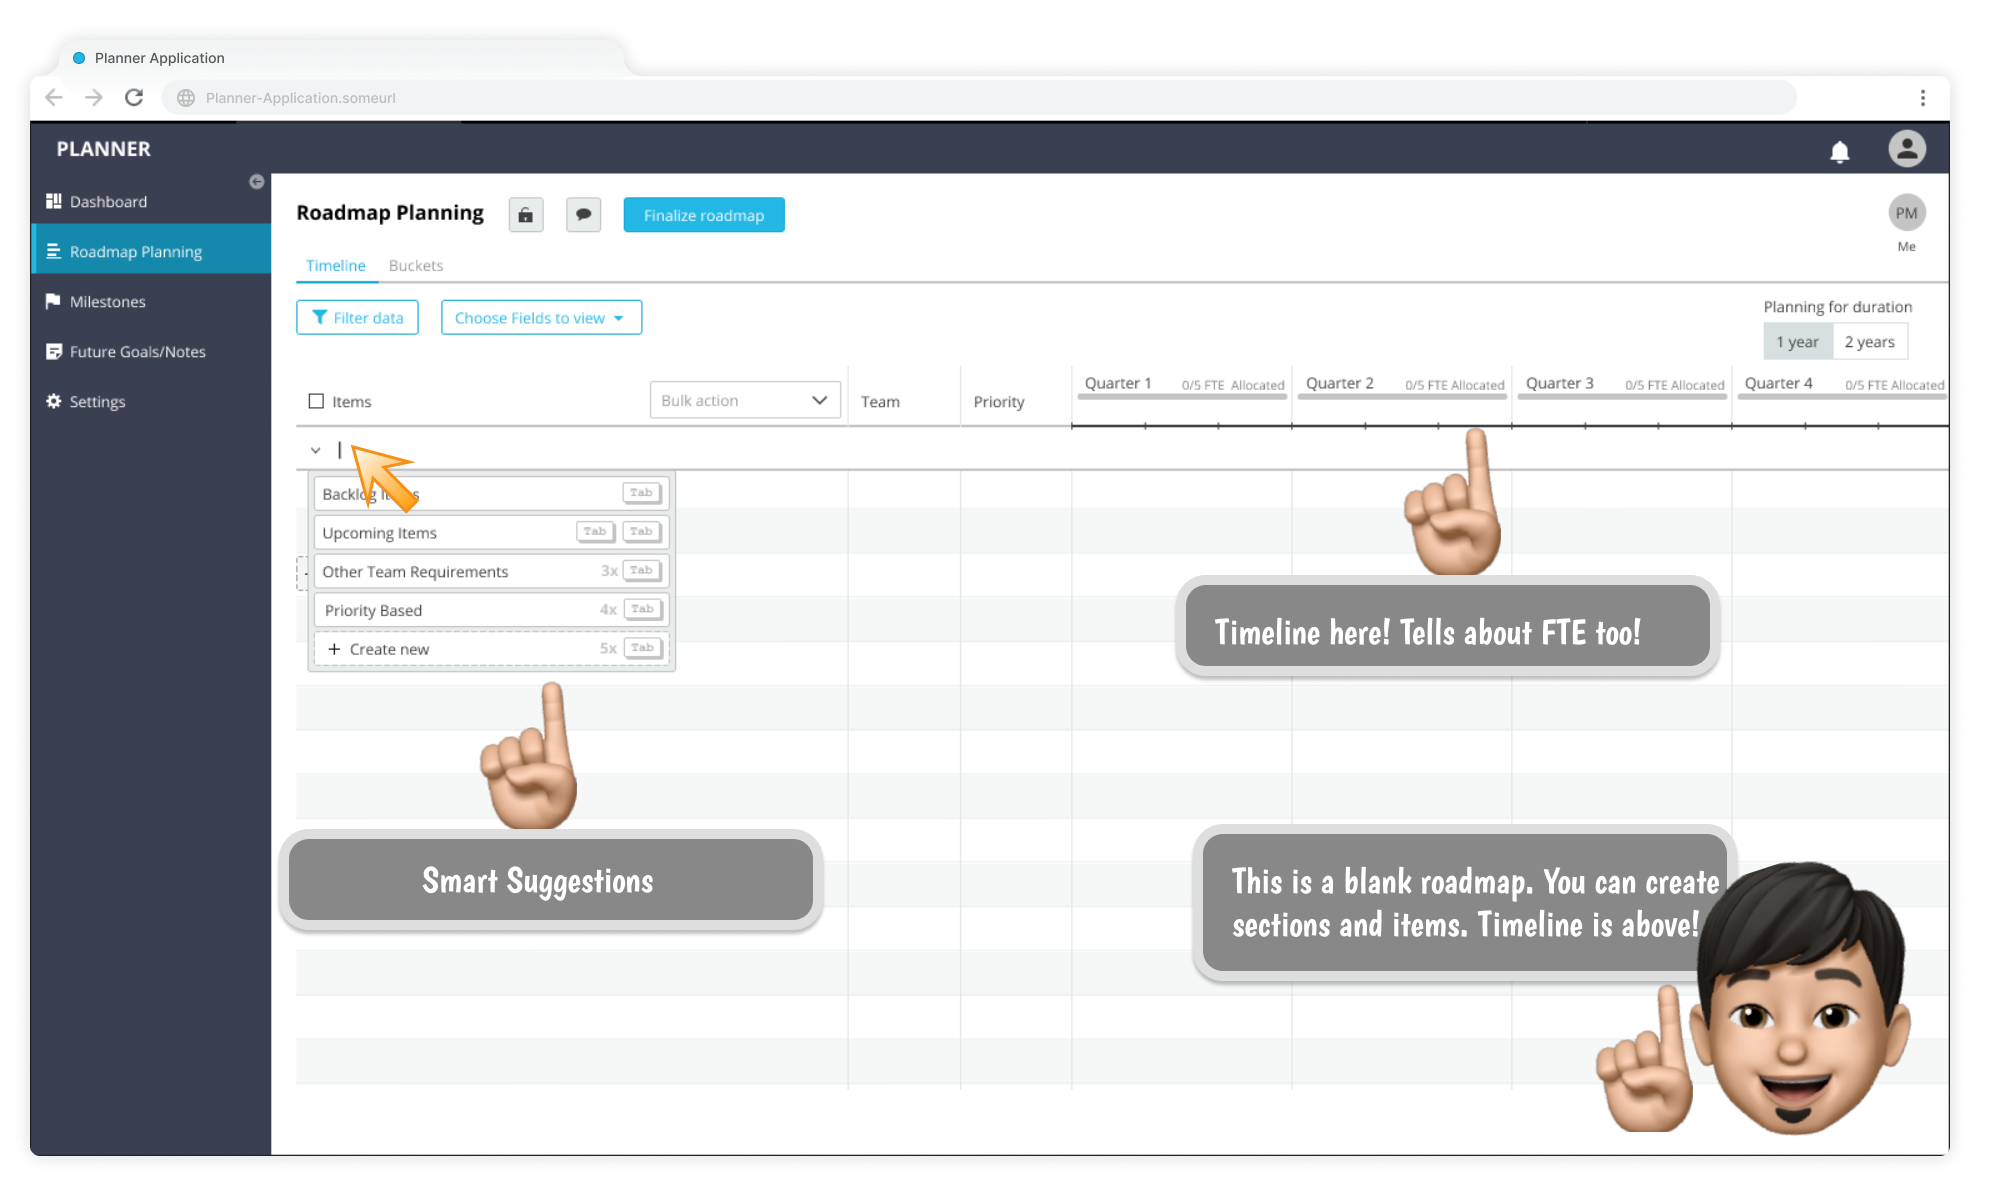 Planner Application
Planner-Application.someurl
PLANNER
Dashboard
Roadmap Planning
Milestones
Future Goals/Notes
Settings
Roadmap Planning
Finalize roadmap
PM
Me
Timeline Buckets
Filter data
Choose Fields to view
Planning for duration
1 year 2 years
Items
Bulk action
Team
Priority
Quarter 1 0/5 FTE Allocated
Quarter 2 0/5 FTE Allocated
Quarter 3 0/5 FTE Allocated
Quarter 4 0/5 FTE Allocated
Backlog Items Tab
Upcoming Items Tab Tab
Other Team Requirements 3x Tab
Priority Based 4x Tab
+ Create new 5x Tab
Timeline here! Tells about FTE too!
Smart Suggestions
This is a blank roadmap. You can create
sections and items. Timeline is above!